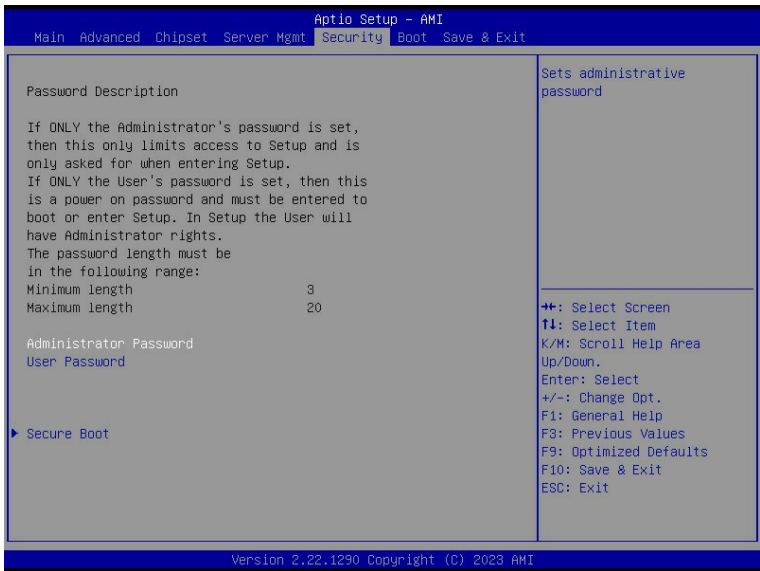 Aptio Setup – AMI
Main Advanced Chipset Server Mgmt Security Boot Save & Exit
Password Description
If ONLY the Administrator's password is set,
then this only limits access to Setup and is
only asked for when entering Setup.
If ONLY the User's password is set, then this
is a power on password and must be entered to
boot or enter Setup. In Setup the User will
have Administrator rights.
The password length must be
in the following range:
Minimum length 3
Maximum length 20
Administrator Password
User Password
Secure Boot
Sets administrative
password
→←: Select Screen
↑↓: Select Item
K/M: Scroll Help Area
Up/Down.
Enter: Select
+/-: Change Opt.
F1: General Help
F3: Previous Values
F9: Optimized Defaults
F10: Save & Exit
ESC: Exit
Version 2.22.1290 Copyright (C) 2023 AMI